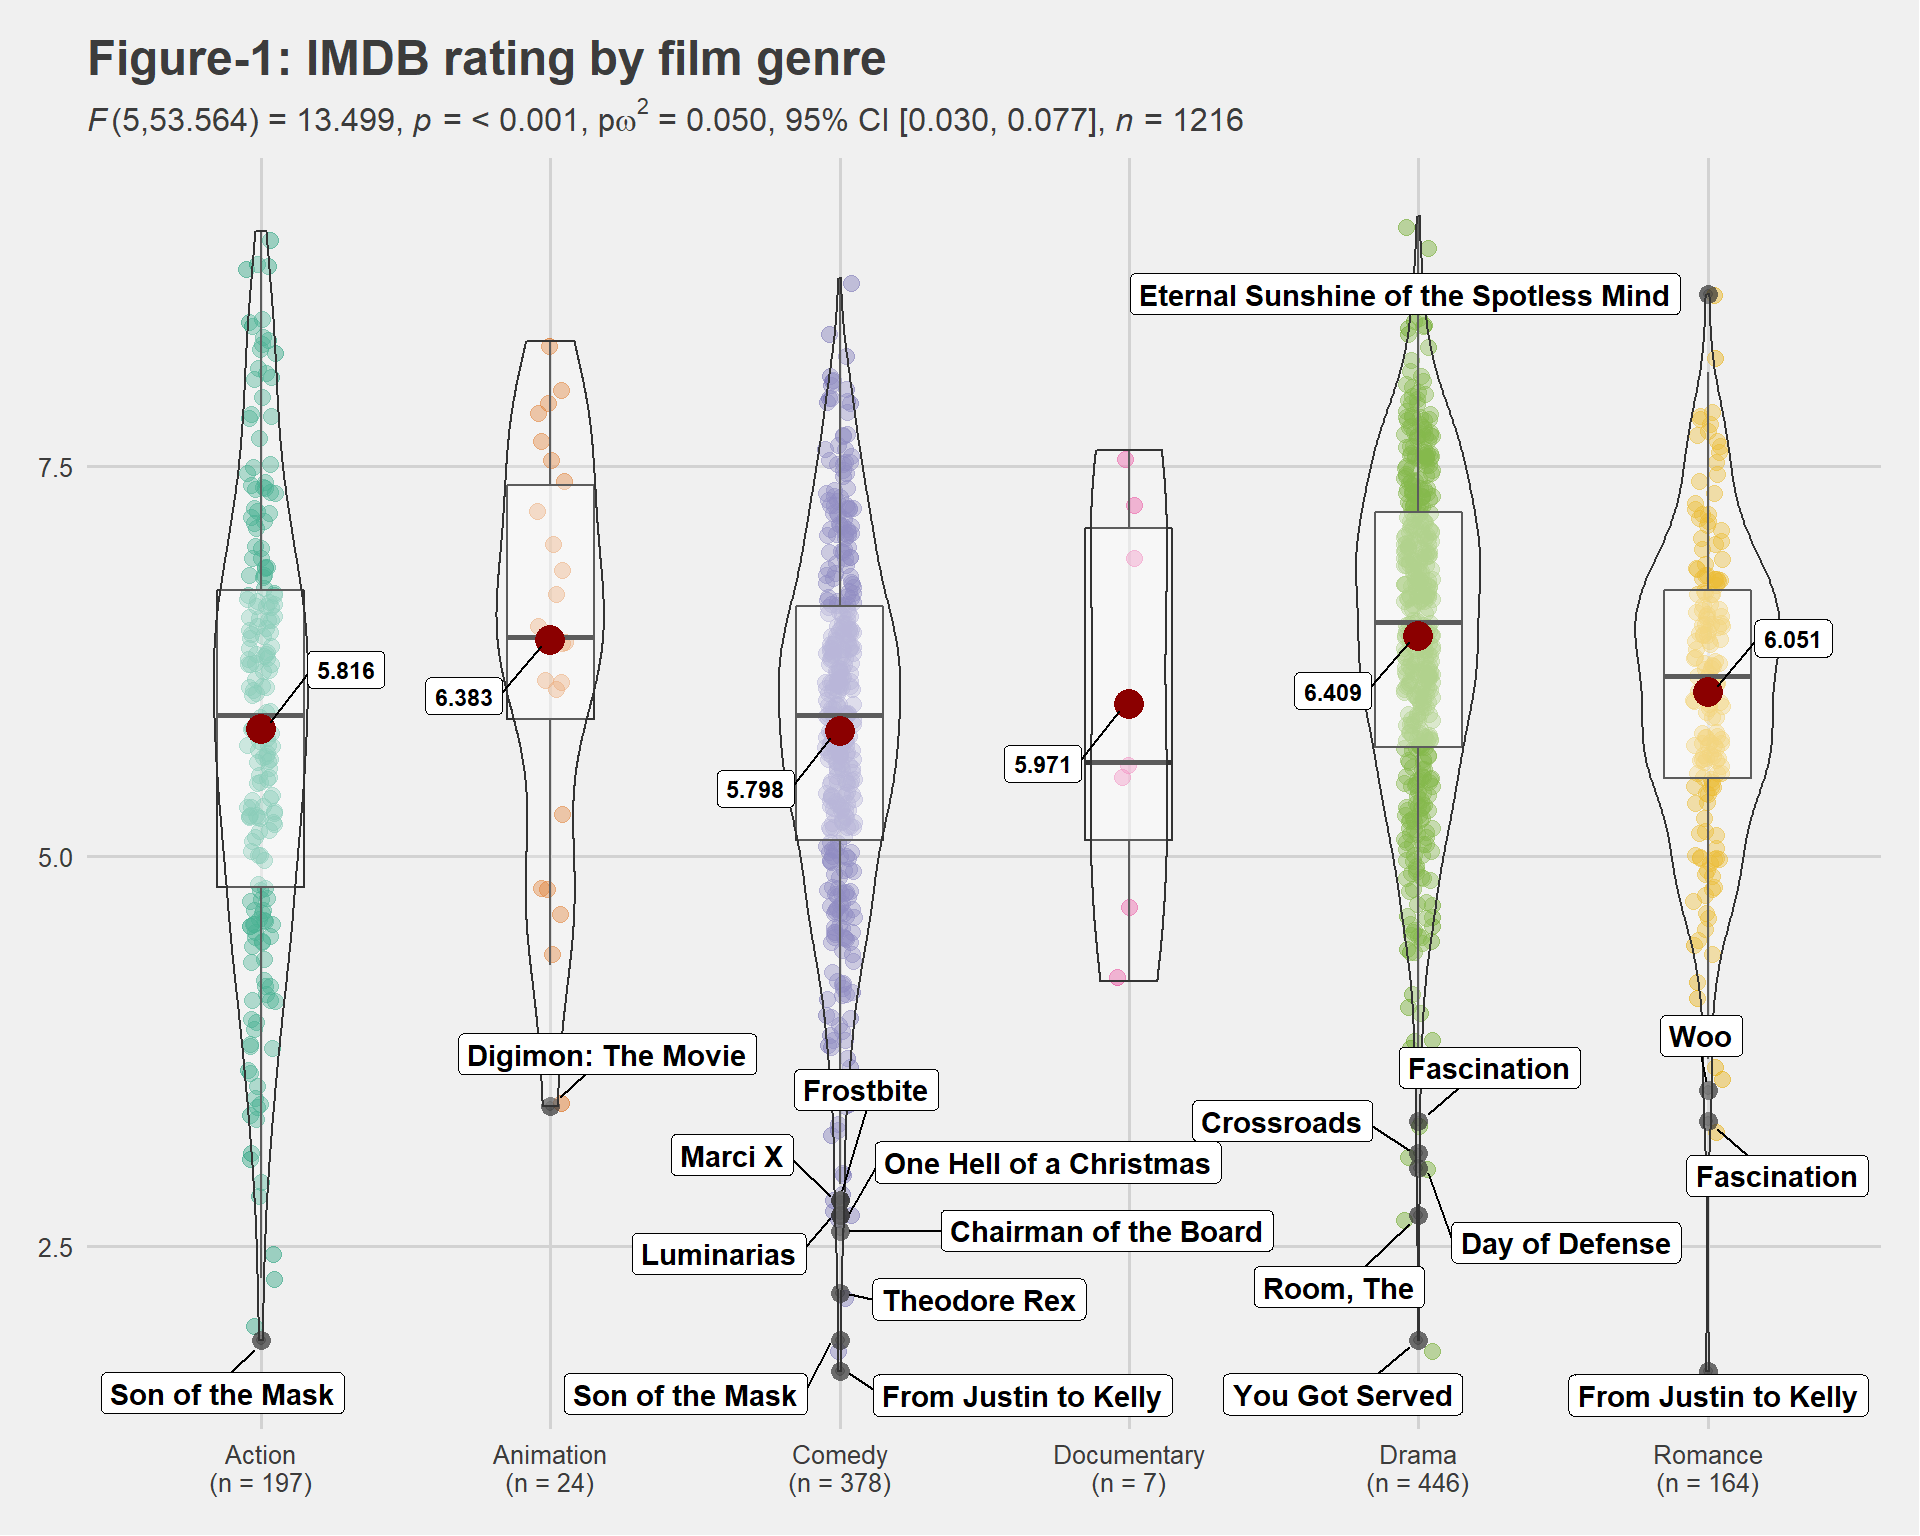 Figure-1: IMDB rating by film genre
F(5,53.564) = 13.499, p = < 0.001, pω² = 0.050, 95% CI [0.030, 0.077], n = 1216
Eternal Sunshine of the Spotless Mind
7.5
5.816
6.383
5.798
5.971
6.409
6.051
5.0
Woo
Digimon: The Movie
Fascination
Frostbite
Crossroads
Marci X
One Hell of a Christmas
Fascination
Chairman of the Board
2.5
Luminarias
Day of Defense
Room, The
Theodore Rex
Son of the Mask
Son of the Mask
From Justin to Kelly
You Got Served
From Justin to Kelly
Action
(n = 197)
Animation
(n = 24)
Comedy
(n = 378)
Documentary
(n = 7)
Drama
(n = 446)
Romance
(n = 164)